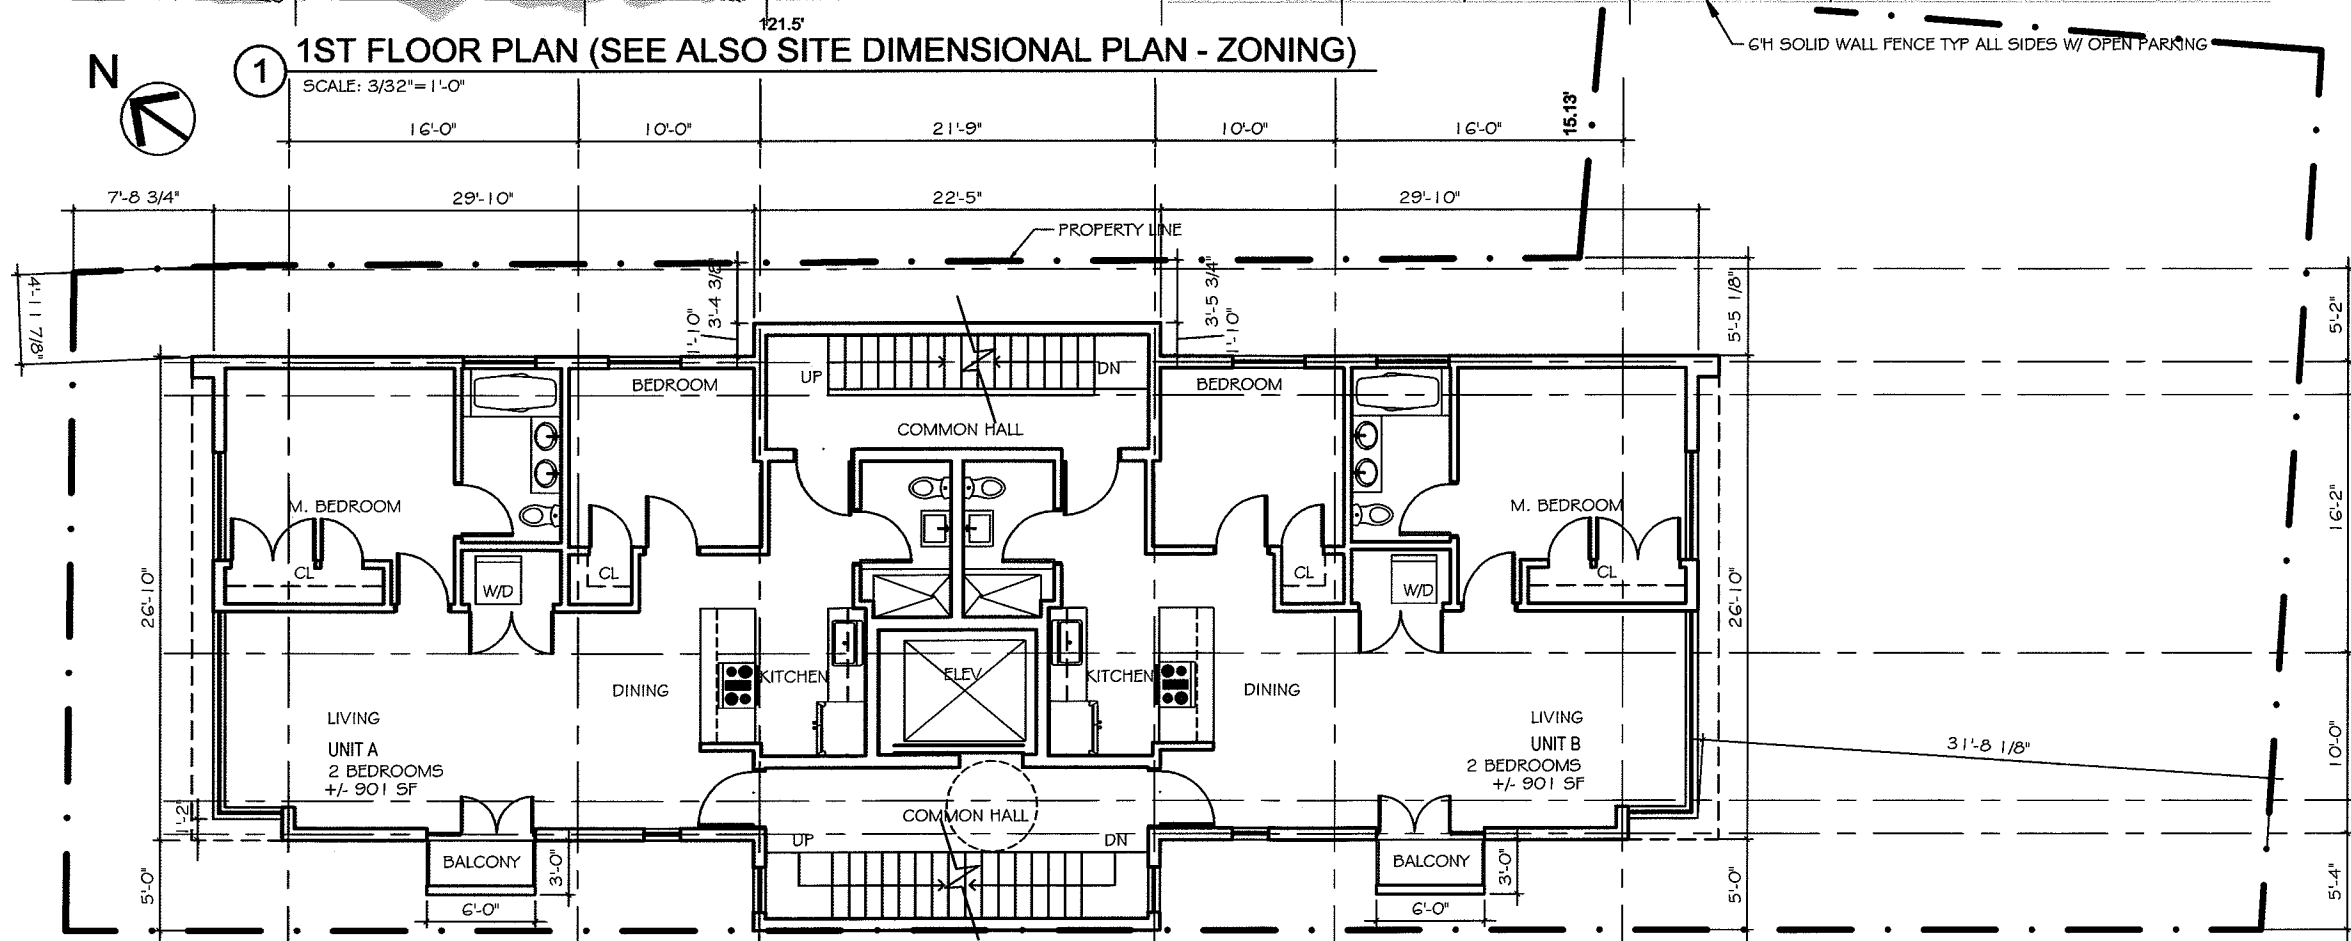 121.5'
N
1
1ST FLOOR PLAN (SEE ALSO SITE DIMENSIONAL PLAN - ZONING)
SCALE: 3/32"=1'-0"
6'H SOLID WALL FENCE TYP ALL SIDES W/ OPEN PARKING
16'-0"
10'-0"
21'-9"
10'-0"
16'-0"
15.13'
7'-8 3/4"
29'-10"
22'-5"
29'-10"
PROPERTY LINE
4'-11 7/8"
1'-10"
3'-4 3/8"
3'-5 3/4"
1'-10"
5'-5 1/8"
5'-2"
UP
DN
BEDROOM
BEDROOM
COMMON HALL
M. BEDROOM
M. BEDROOM
16'-2"
CL
W/D
CL
CL
W/D
CL
26'-10"
26'-10"
DINING
KITCHEN
ELEV
KITCHEN
DINING
LIVING
UNIT A
2 BEDROOMS
+/- 901 SF
LIVING
UNIT B
2 BEDROOMS
+/- 901 SF
31'-8 1/8"
10'-0"
1'-2"
COMMON HALL
UP
DN
BALCONY
3'-0"
6'-0"
BALCONY
3'-0"
6'-0"
5'-0"
5'-0"
5'-4"